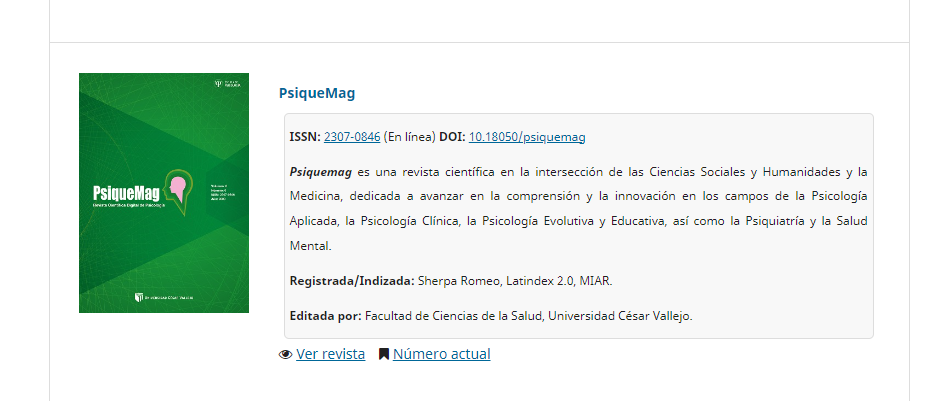 PsiqueMag
ISSN: 2307-0846 (En línea) DOI: 10.18050/psiquemag
Psiquemag es una revista científica en la intersección de las Ciencias Sociales y Humanidades y la
Medicina, dedicada a avanzar en la comprensión y la innovación en los campos de la Psicología
Aplicada, la Psicología Clínica, la Psicología Evolutiva y Educativa, así como la Psiquiatría y la Salud
Mental.
Registrada/Indizada: Sherpa Romeo, Latindex 2.0, MIAR.
Editada por: Facultad de Ciencias de la Salud, Universidad César Vallejo.
Ver revista
Número actual
PsiqueMag
Revista Científica Digital de Psicología
UNIVERSIDAD CÉSAR VALLEJO